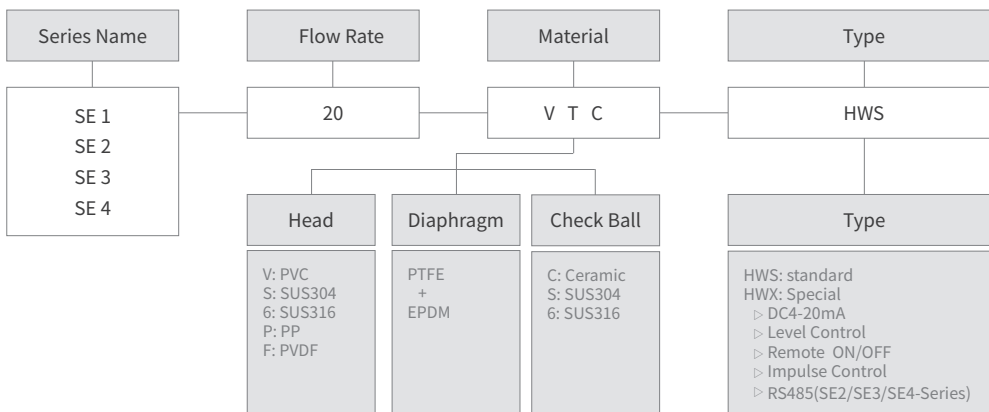 Series Name
Flow Rate
Material
Type
SE 1
SE 2
SE 3
SE 4
20
V T C
HWS
Head
Diaphragm
Check Ball
Type
V: PVC
S: SUS304
6: SUS316
P: PP
F: PVDF
PTFE
+
EPDM
C: Ceramic
S: SUS304
6: SUS316
HWS: standard
HWX: Special
▷ DC4-20mA
▷ Level Control
▷ Remote ON/OFF
▷ Impulse Control
▷ RS485(SE2/SE3/SE4-Series)